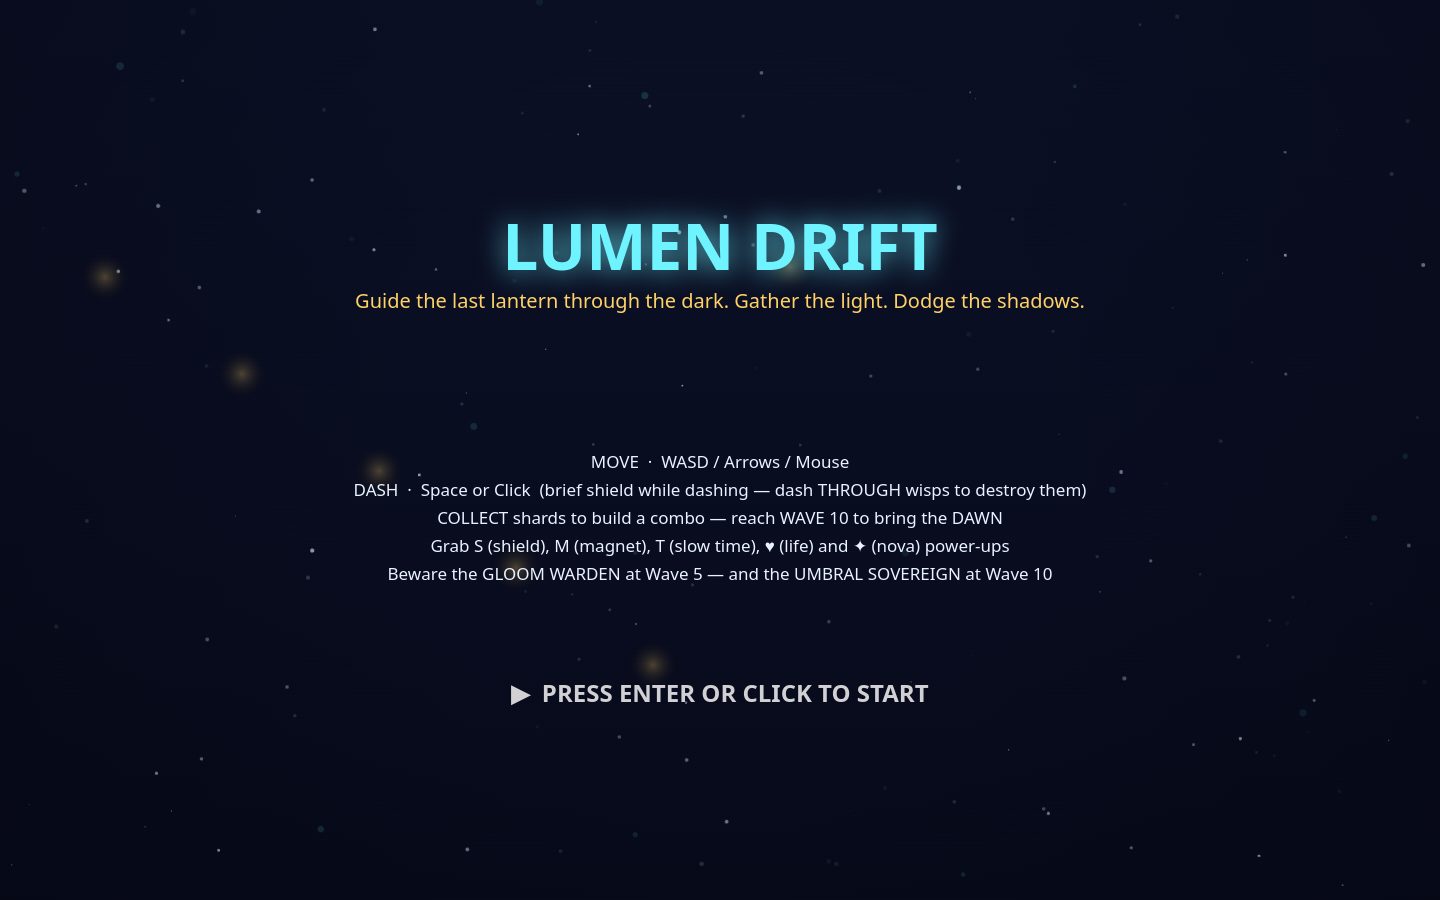 LUMEN DRIFT
Guide the last lantern through the dark. Gather the light. Dodge the shadows.
MOVE · WASD / Arrows / Mouse
DASH · Space or Click (brief shield while dashing — dash THROUGH wisps to destroy them)
COLLECT shards to build a combo — reach WAVE 10 to bring the DAWN
Grab S (shield), M (magnet), T (slow time), ♥ (life) and ✦ (nova) power-ups
Beware the GLOOM WARDEN at Wave 5 — and the UMBRAL SOVEREIGN at Wave 10
▶ PRESS ENTER OR CLICK TO START